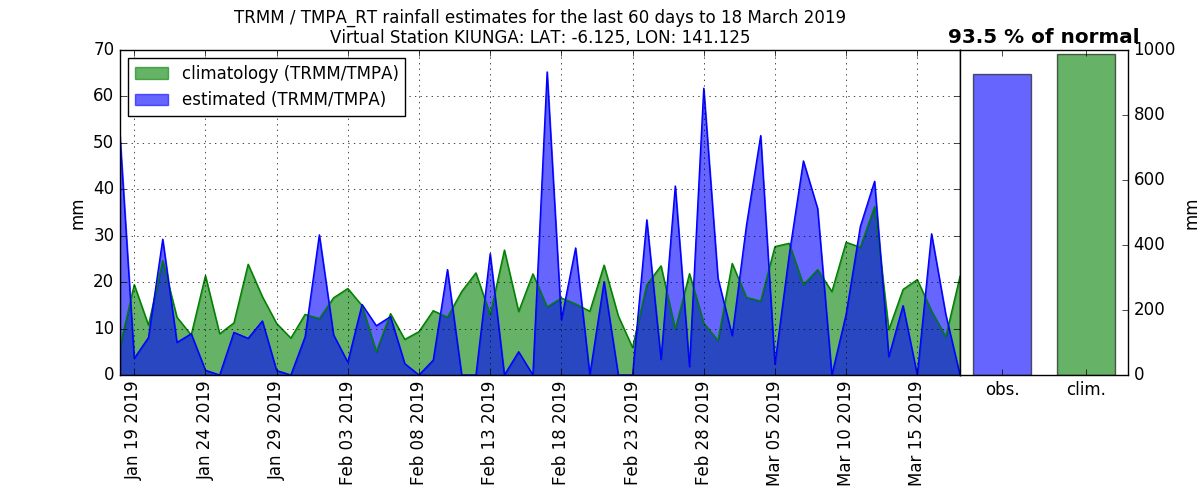 TRMM / TMPA_RT rainfall estimates for the last 60 days to 18 March 2019
Virtual Station KIUNGA: LAT: -6.125, LON: 141.125
93.5 % of normal
climatology (TRMM/TMPA)
estimated (TRMM/TMPA)
70
60
50
40
30
20
10
0
mm
Jan 19 2019
Jan 24 2019
Jan 29 2019
Feb 03 2019
Feb 08 2019
Feb 13 2019
Feb 18 2019
Feb 23 2019
Feb 28 2019
Mar 05 2019
Mar 10 2019
Mar 15 2019
obs.
clim.
1000
800
600
400
200
0
mm